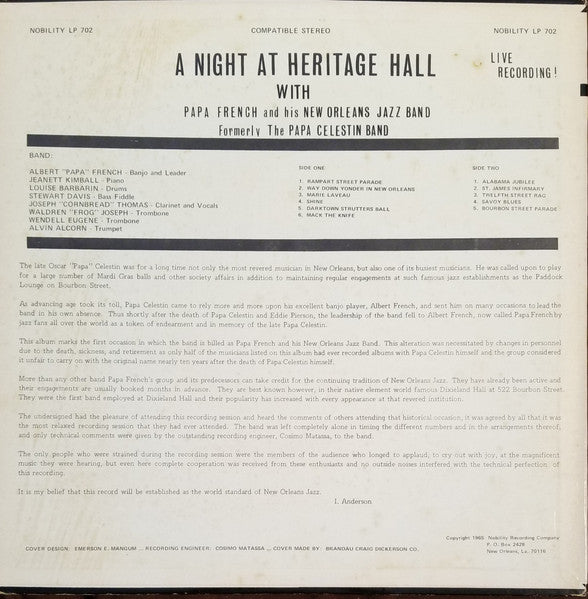 NOBILITY LP 702 COMPATIBLE STEREO NOBILITY LP 702
A NIGHT AT HERITAGE HALL
LIVE
RECORDING!
WITH
PAPA FRENCH and his NEW ORLEANS JAZZ BAND
Formerly The PAPA CELESTIN BAND
BAND:
ALBERT "PAPA" FRENCH - Banjo and Leader
JEANETT KIMBALL - Piano
LOUISE BARBARIN - Drums
STEWART DAVIS - Bass Fiddle
JOSEPH "CORNBREAD" THOMAS - Clarinet and Vocals
WALDREN "FROG" JOSEPH - Trombone
WENDELL EUGENE - Trombone
ALVIN ALCORN - Trumpet
SIDE ONE
1. RAMPART STREET PARADE
2. WAY DOWN YONDER IN NEW ORLEANS
3. MARIE LAVEAU
4. SHINE
5. DARKTOWN STRUTTERS BALL
6. MACK THE KNIFE
SIDE TWO
1. ALABAMA JUBILEE
2. ST. JAMES INFIRMARY
3. TWELFTH STREET RAG
4. SAVOY BLUES
5. BOURBON STREET PARADE
The late Oscar "Papa" Celestin was for a long time not only the most revered musician in New Orleans, but also one of its busiest musicians. He was called upon to play
for a large number of Mardi Gras balls and other society affairs in addition to maintaining regular engagements at such famous jazz establishments as the Paddock
Lounge on Bourbon Street.
As advancing age took its toll, Papa Celestin came to rely more and more upon his excellent banjo player, Albert French, and sent him on many occasions to lead the
band in his own absence. Thus shortly after the death of Papa Celestin and Eddie Pierson, the leadership of the band fell to Albert French, now called Papa French by
jazz fans all over the world as a token of endearment and in memory of the late Papa Celestin.
This album marks the first occasion in which the band is billed as Papa French and his New Orleans Jazz Band. This alteration was necessitated by changes in personnel
due to the death, sickness, and retirement as only half of the musicians listed on this album had ever recorded albums with Papa Celestin himself and the group considered
it unfair to carry on with the original name nearly ten years after the death of Papa Celestin himself.
More than any other band Papa French's group and its predecessors can take credit for the continuing tradition of New Orleans Jazz. They have already been active and
their engagements are usually booked months in advance. They are best known however, in their native element world famous Dixieland Hall at 522 Bourbon Street.
They were the first band employed at Dixieland Hall and their popularity has increased with every appearance at that revered institution.
The undersigned had the pleasure of attending this recording session and heard the comments of others attending that historical occasion; it was agreed by all that it was
the most relaxed recording session that they had ever attended. The band was left completely alone in timing the different numbers and in the arrangements thereof,
and only technical comments were given by the outstanding recording engineer, Cosimo Matassa, to the band.
The only people who were strained during the recording session were the members of the audience who longed to applaud, to cry out with joy, at the magnificent
music they were hearing, but even here complete cooperation was received from these enthusiasts and no outside noises interfered with the technical perfection of
this recording.
It is my belief that this record will be established as the world standard of New Orleans Jazz.
I. Anderson.
COVER DESIGN: EMERSON E. MANGUM ... RECORDING ENGINEER: COSIMO MATASSA ... COVER MADE BY: BRANDAU CRAIG DICKERSON CO.
Copyright 1965 Nobility Recording Company
P. O. Box 2428
New Orleans, La. 70116